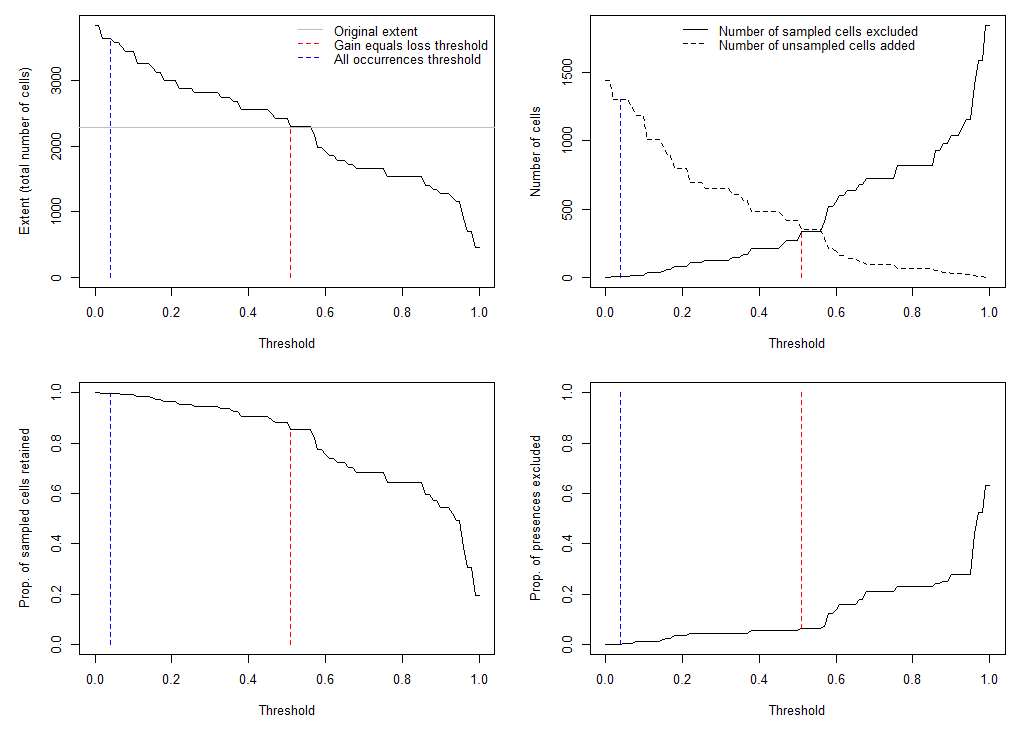 Original extent
Gain equals loss threshold
All occurrences threshold
Extent (total number of cells)
0 1000 2000 3000
0.0 0.2 0.4 0.6 0.8 1.0
Threshold
Number of sampled cells excluded
Number of unsampled cells added
Number of cells
0 500 1000 1500
0.0 0.2 0.4 0.6 0.8 1.0
Threshold
Prop. of sampled cells retained
0.0 0.2 0.4 0.6 0.8 1.0
0.0 0.2 0.4 0.6 0.8 1.0
Threshold
Prop. of presences excluded
0.0 0.2 0.4 0.6 0.8 1.0
0.0 0.2 0.4 0.6 0.8 1.0
Threshold